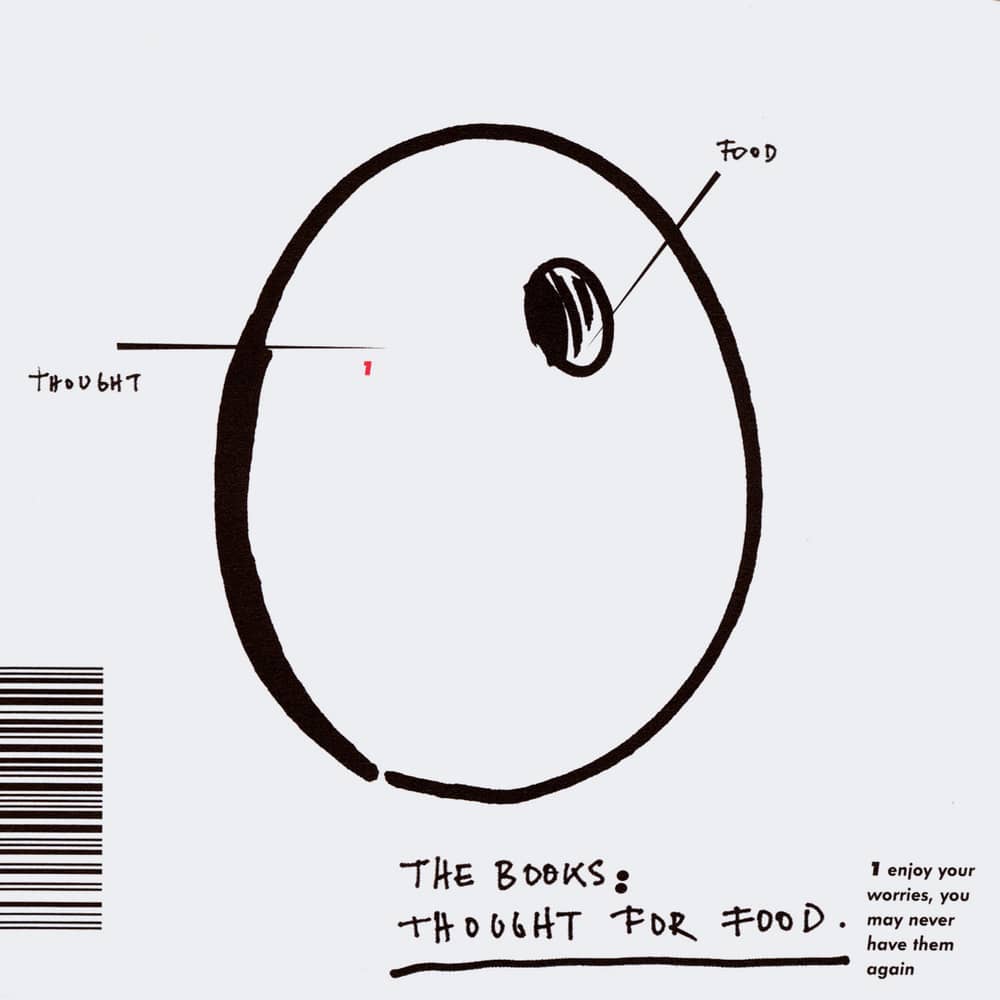 FOOD
THOUGHT
1
THE BOOKS:
THOUGHT FOR FOOD.
1 enjoy your
worries, you
may never
have them
again